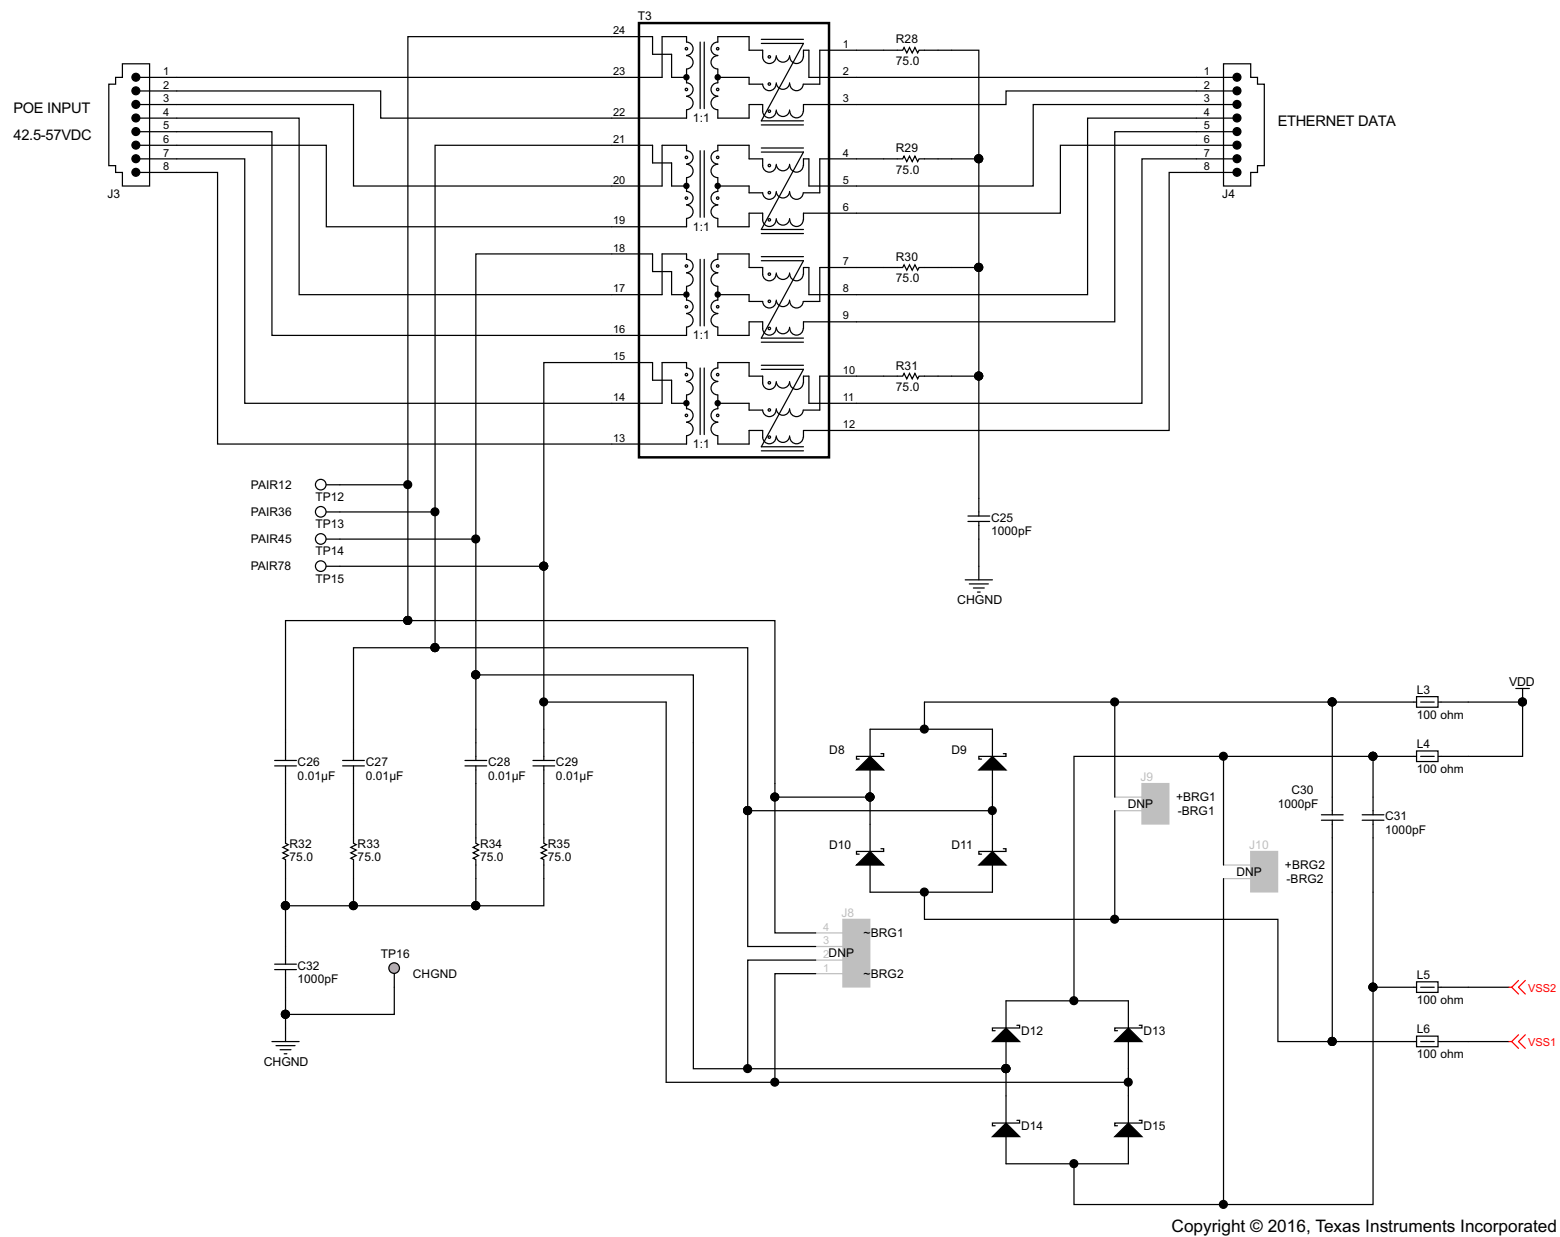 T3
POE INPUT
42.5-57VDC
1
2
3
4
5
6
7
8
J3
24
23
22
21
20
19
18
17
16
15
14
13
1:1
1:1
1:1
1:1
1
2
3
4
5
6
7
8
9
10
11
12
R28
75.0
R29
75.0
R30
75.0
R31
75.0
1
2
3
4
5
6
7
8
J4
ETHERNET DATA
C25
1000pF
CHGND
PAIR12
TP12
PAIR36
TP13
PAIR45
TP14
PAIR78
TP15
C26
0.01µF
C27
0.01µF
C28
0.01µF
C29
0.01µF
R32
75.0
R33
75.0
R34
75.0
R35
75.0
C32
1000pF
TP16
CHGND
CHGND
D8
D9
D10
D11
J8
4
3
2
1
DNP
~BRG1
~BRG2
D12
D13
D14
D15
J9
DNP
+BRG1
-BRG1
J10
DNP
+BRG2
-BRG2
C30
1000pF
C31
1000pF
L3
100 ohm
VDD
L4
100 ohm
L5
100 ohm
VSS2
L6
100 ohm
VSS1
Copyright © 2016, Texas Instruments Incorporated